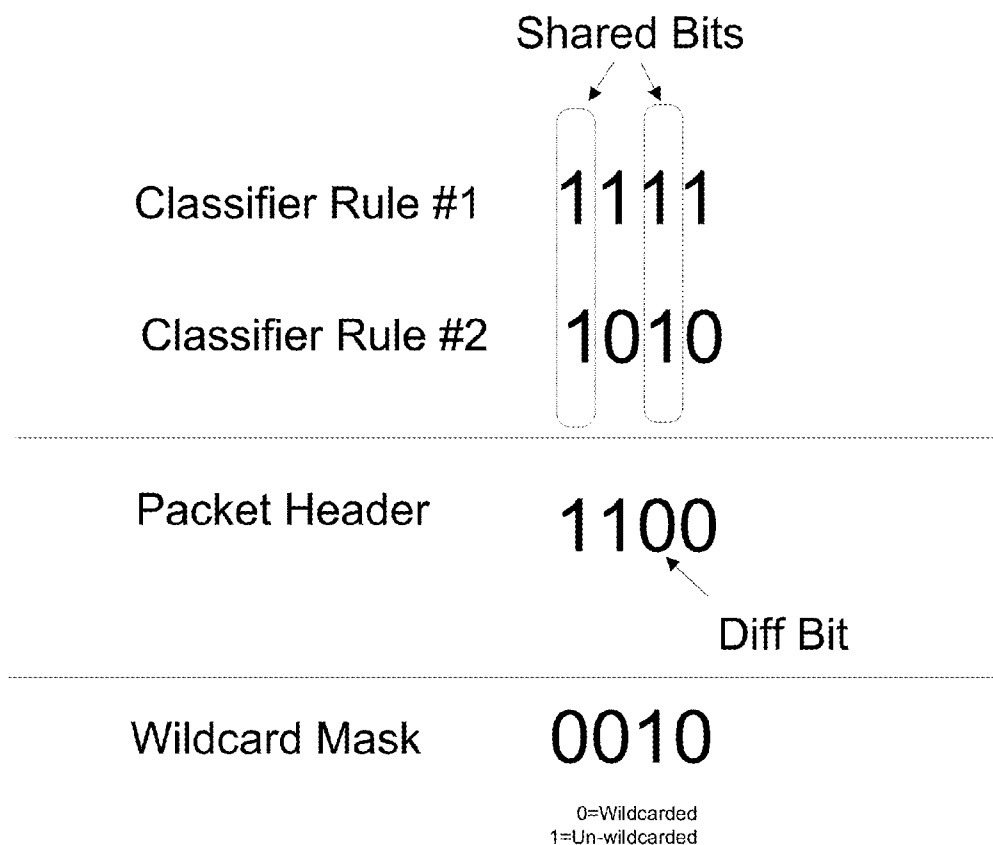 Shared Bits
Classifier Rule #1 1111
Classifier Rule #2 1010
Packet Header 1100
Diff Bit
Wildcard Mask 0010
0=Wildcarded
1=Un-wildcarded